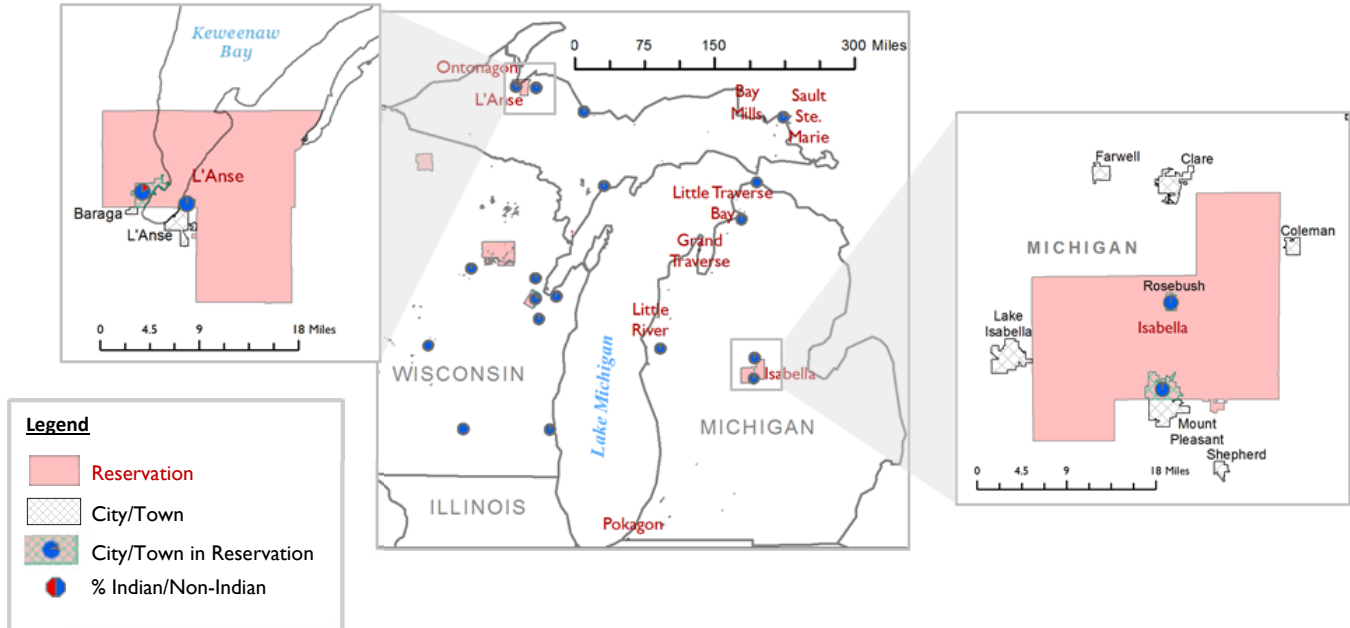 Keweenaw
Bay
L'Anse
Baraga
L'Anse
0 4.5 9 18 Miles
0 75 150 300 Miles
Ontonagon
L'Anse
Bay
Mills
Sault
Ste.
Marie
Little Traverse
Bay
Grand
Traverse
Little
River
Isabella
WISCONSIN
Lake Michigan
MICHIGAN
ILLINOIS
Pokagon
Farwell
Clare
Coleman
MICHIGAN
Rosebush
Isabella
Lake
Isabella
Mount
Pleasant
Shepherd
0 4.5 9 18 Miles
Legend
Reservation
City/Town
City/Town in Reservation
% Indian/Non-Indian